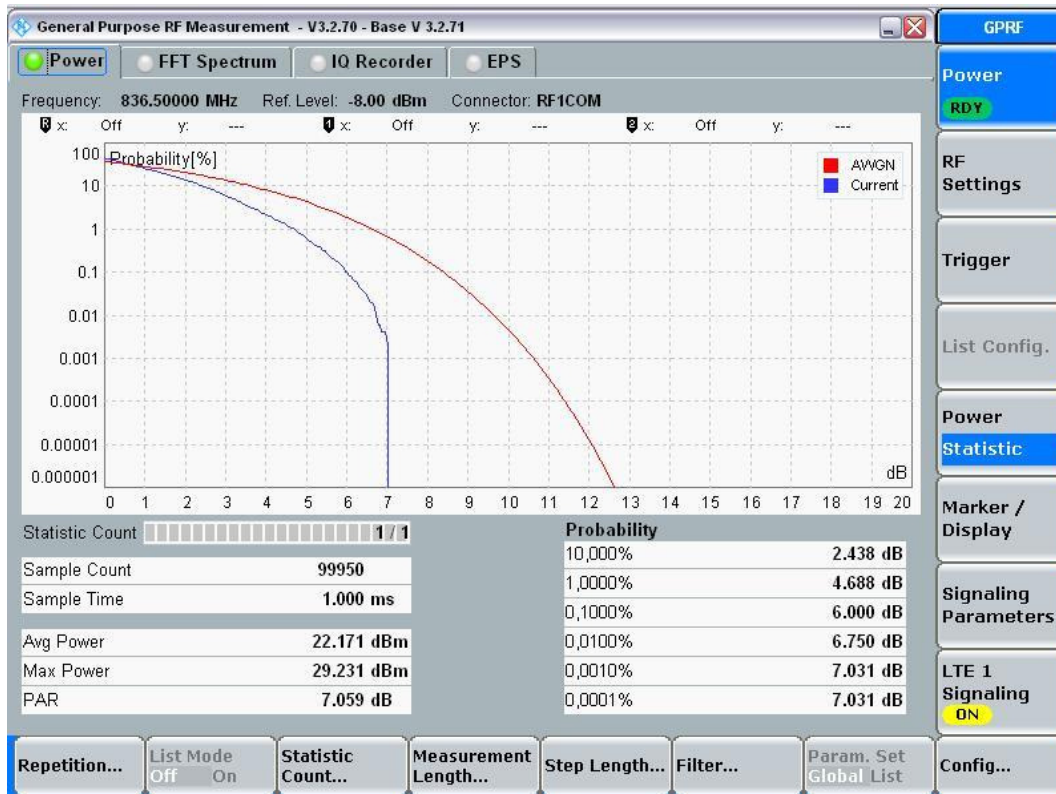 General Purpose RF Measurement - V3.2.70 - Base V 3.2.71
GPRF
Power FFT Spectrum IQ Recorder EPS
Power
RDY
Frequency: 836.50000 MHz Ref. Level: -8.00 dBm Connector: RF1COM
R x: Off y: --- 1 x: Off y: --- 2 x: Off y: ---
Probability[%]
AWGN
Current
100
10
1
0.1
0.01
0.001
0.0001
0.00001
0.000001
dB
0 1 2 3 4 5 6 7 8 9 10 11 12 13 14 15 16 17 18 19 20
RF
Settings
Trigger
List Config.
Power
Statistic
Marker /
Display
Signaling
Parameters
LTE 1
Signaling
ON
Statistic Count 1 / 1
Sample Count 99950
Sample Time 1.000 ms
Avg Power 22.171 dBm
Max Power 29.231 dBm
PAR 7.059 dB
Probability
10,000% 2.438 dB
1,0000% 4.688 dB
0,1000% 6.000 dB
0,0100% 6.750 dB
0,0010% 7.031 dB
0,0001% 7.031 dB
Repetition...
List Mode
Off On
Statistic
Count...
Measurement
Length...
Step Length...
Filter...
Param. Set
Global List
Config...